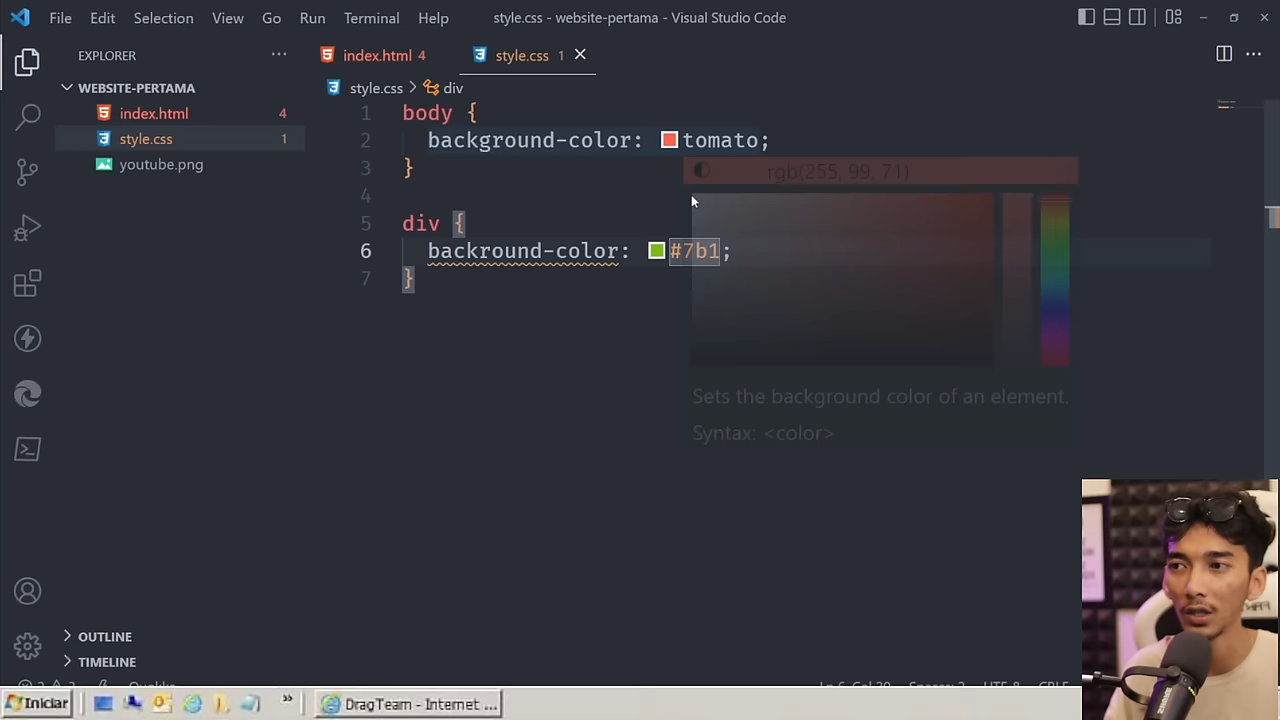 File Edit Selection View Go Run Terminal Help style.css - website-pertama - Visual Studio Code
EXPLORER
WEBSITE-PERTAMA
index.html 4
style.css 1
youtube.png
OUTLINE
TIMELINE
index.html 4 style.css 1
style.css > div
1 body {
2 background-color: tomato;
3 }
4
5 div {
6 backround-color: #7b1;
7 }
rgb(255, 99, 71)
Sets the background color of an element.
Syntax: <color>
Iniciar » DragTeam - Internet ...